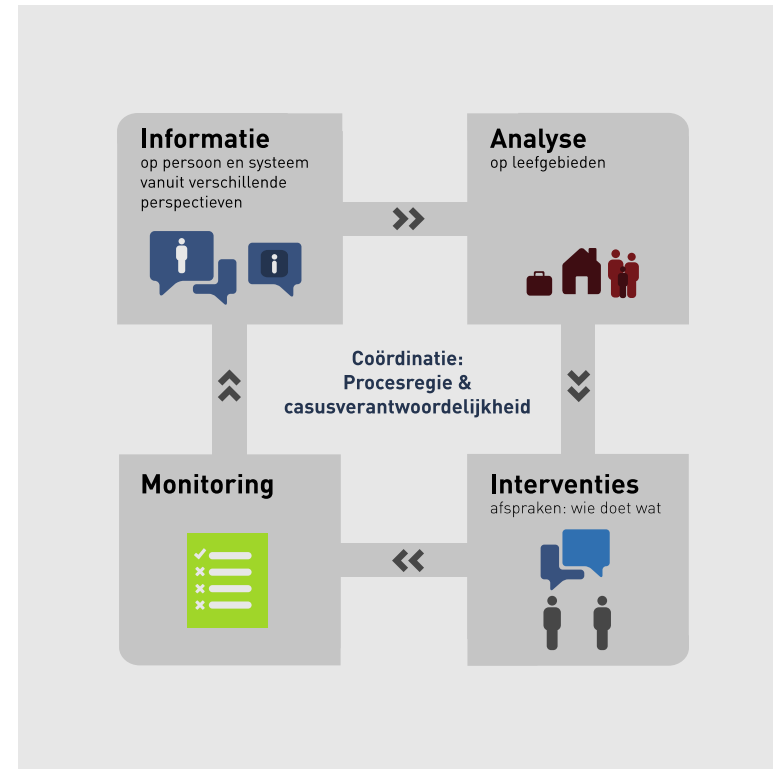 Informatie
op persoon en systeem
vanuit verschillende
perspectieven
Analyse
op leefgebieden
Coördinatie:
Procesregie &
casusverantwoordelijkheid
Monitoring
Interventies
afspraken: wie doet wat